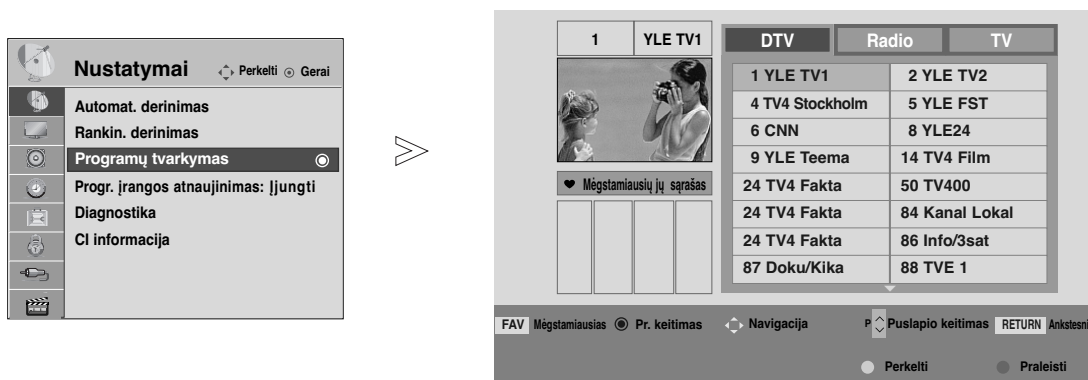 Nustatymai Perkelti Gerai
Automat. derinimas
Rankin. derinimas
Programų tvarkymas
Progr. įrangos atnaujinimas: Įjungti
Diagnostika
CI informacija
1 YLE TV1
Mėgstamiausių jų sąrašas
DTV Radio TV
1 YLE TV1 2 YLE TV2
4 TV4 Stockholm 5 YLE FST
6 CNN 8 YLE24
9 YLE Teema 14 TV4 Film
24 TV4 Fakta 50 TV400
24 TV4 Fakta 84 Kanal Lokal
24 TV4 Fakta 86 Info/3sat
87 Doku/Kika 88 TVE 1
FAV Mėgstamiausias Pr. keitimas Navigacija P Puslapio keitimas RETURN Ankstesni
Perkelti Praleisti